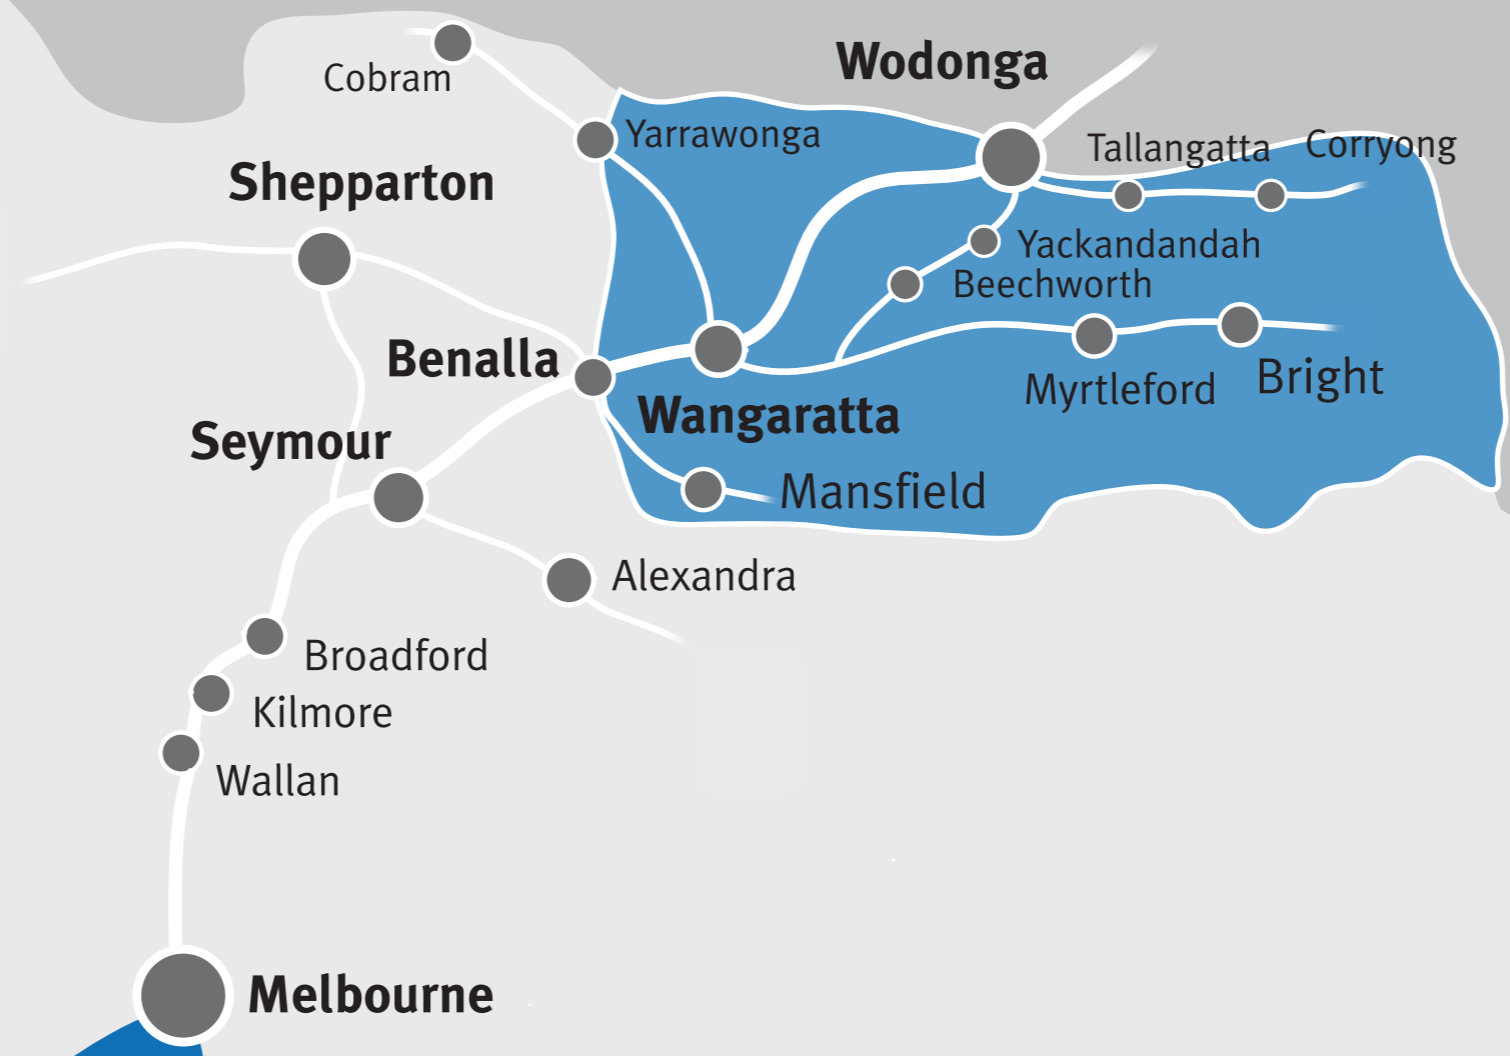 Wodonga
Cobram
Yarrawonga
Tallangatta
Corryong
Shepparton
Yackandandah
Beechworth
Benalla
Bright
Myrtleford
Wangaratta
Seymour
Mansfield
Alexandra
Broadford
Kilmore
Wallan
Melbourne